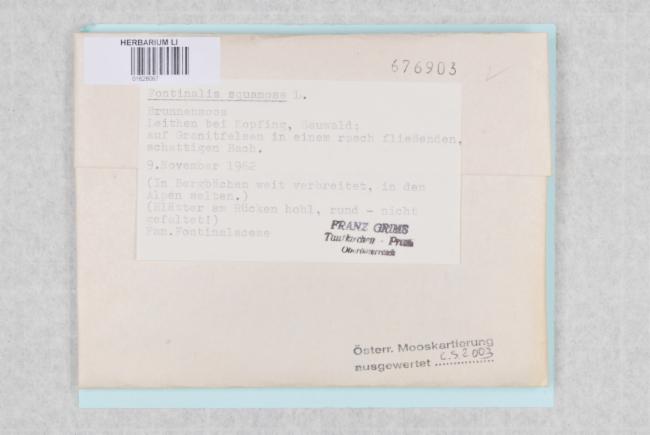 HERBARIUM LI
676903
Fontinalis squamosa L.
Brunnenmoos
Leithen bei Kopfing, Sauwald:
auf Granitfelsen in einem rasch fließenden,
schattigen Bach.
9.November 1962
(In Bergbächen weit verbreitet, in den
Alpen selten.)
(Blätter am Rücken hohl, rund - nicht
gefaltet!)
Fam.Fontinalaceae
FRANZ GRIMS
Taufkirchen - Pram
Oberösterreich
Österr. Mooskartierung
ausgewertet C.S. 2003